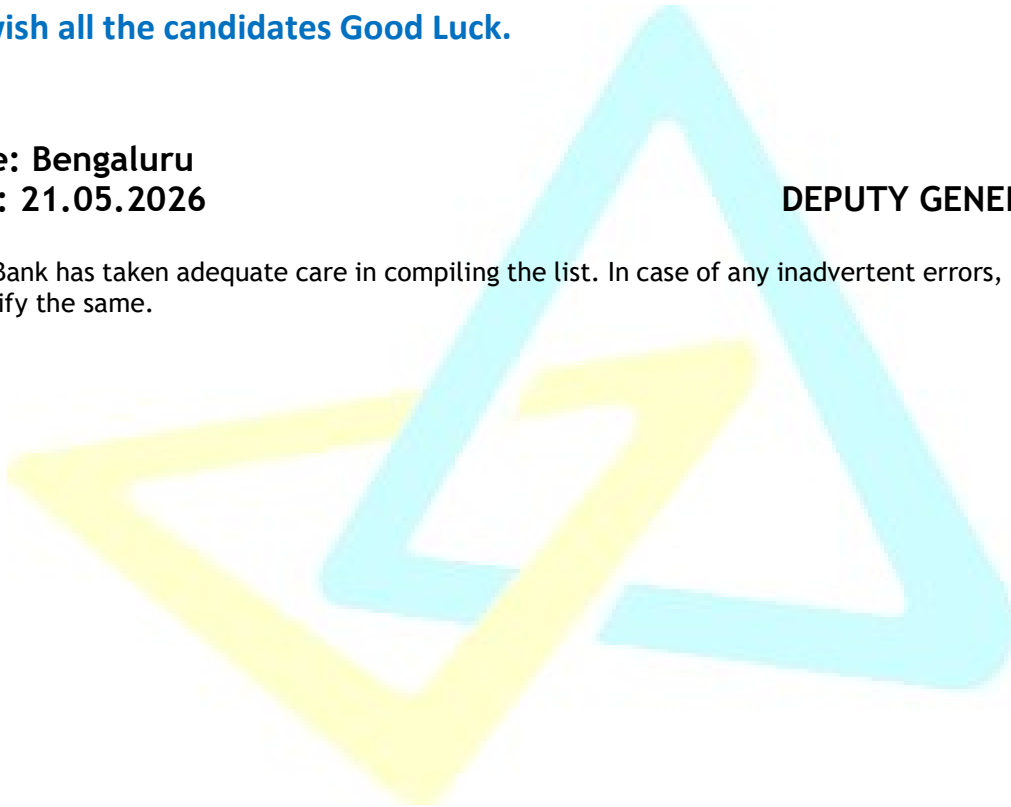 wish all the candidates Good Luck.
e: Bengaluru
: 21.05.2026 DEPUTY GENE
Bank has taken adequate care in compiling the list. In case of any inadvertent errors,
ify the same.